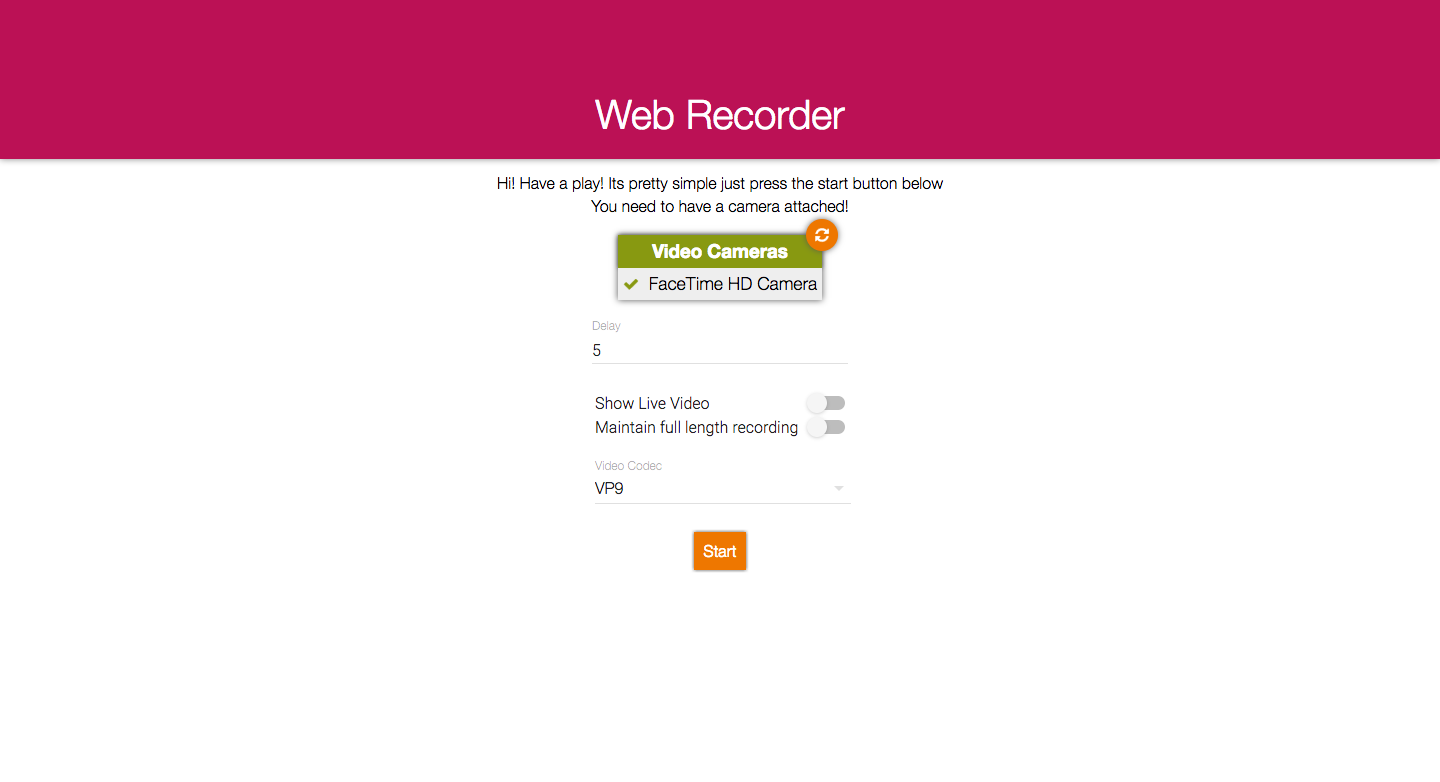 Web Recorder
Hi! Have a play! Its pretty simple just press the start button below
You need to have a camera attached!
Video Cameras
FaceTime HD Camera
Delay
5
Show Live Video
Maintain full length recording
Video Codec
VP9
Start